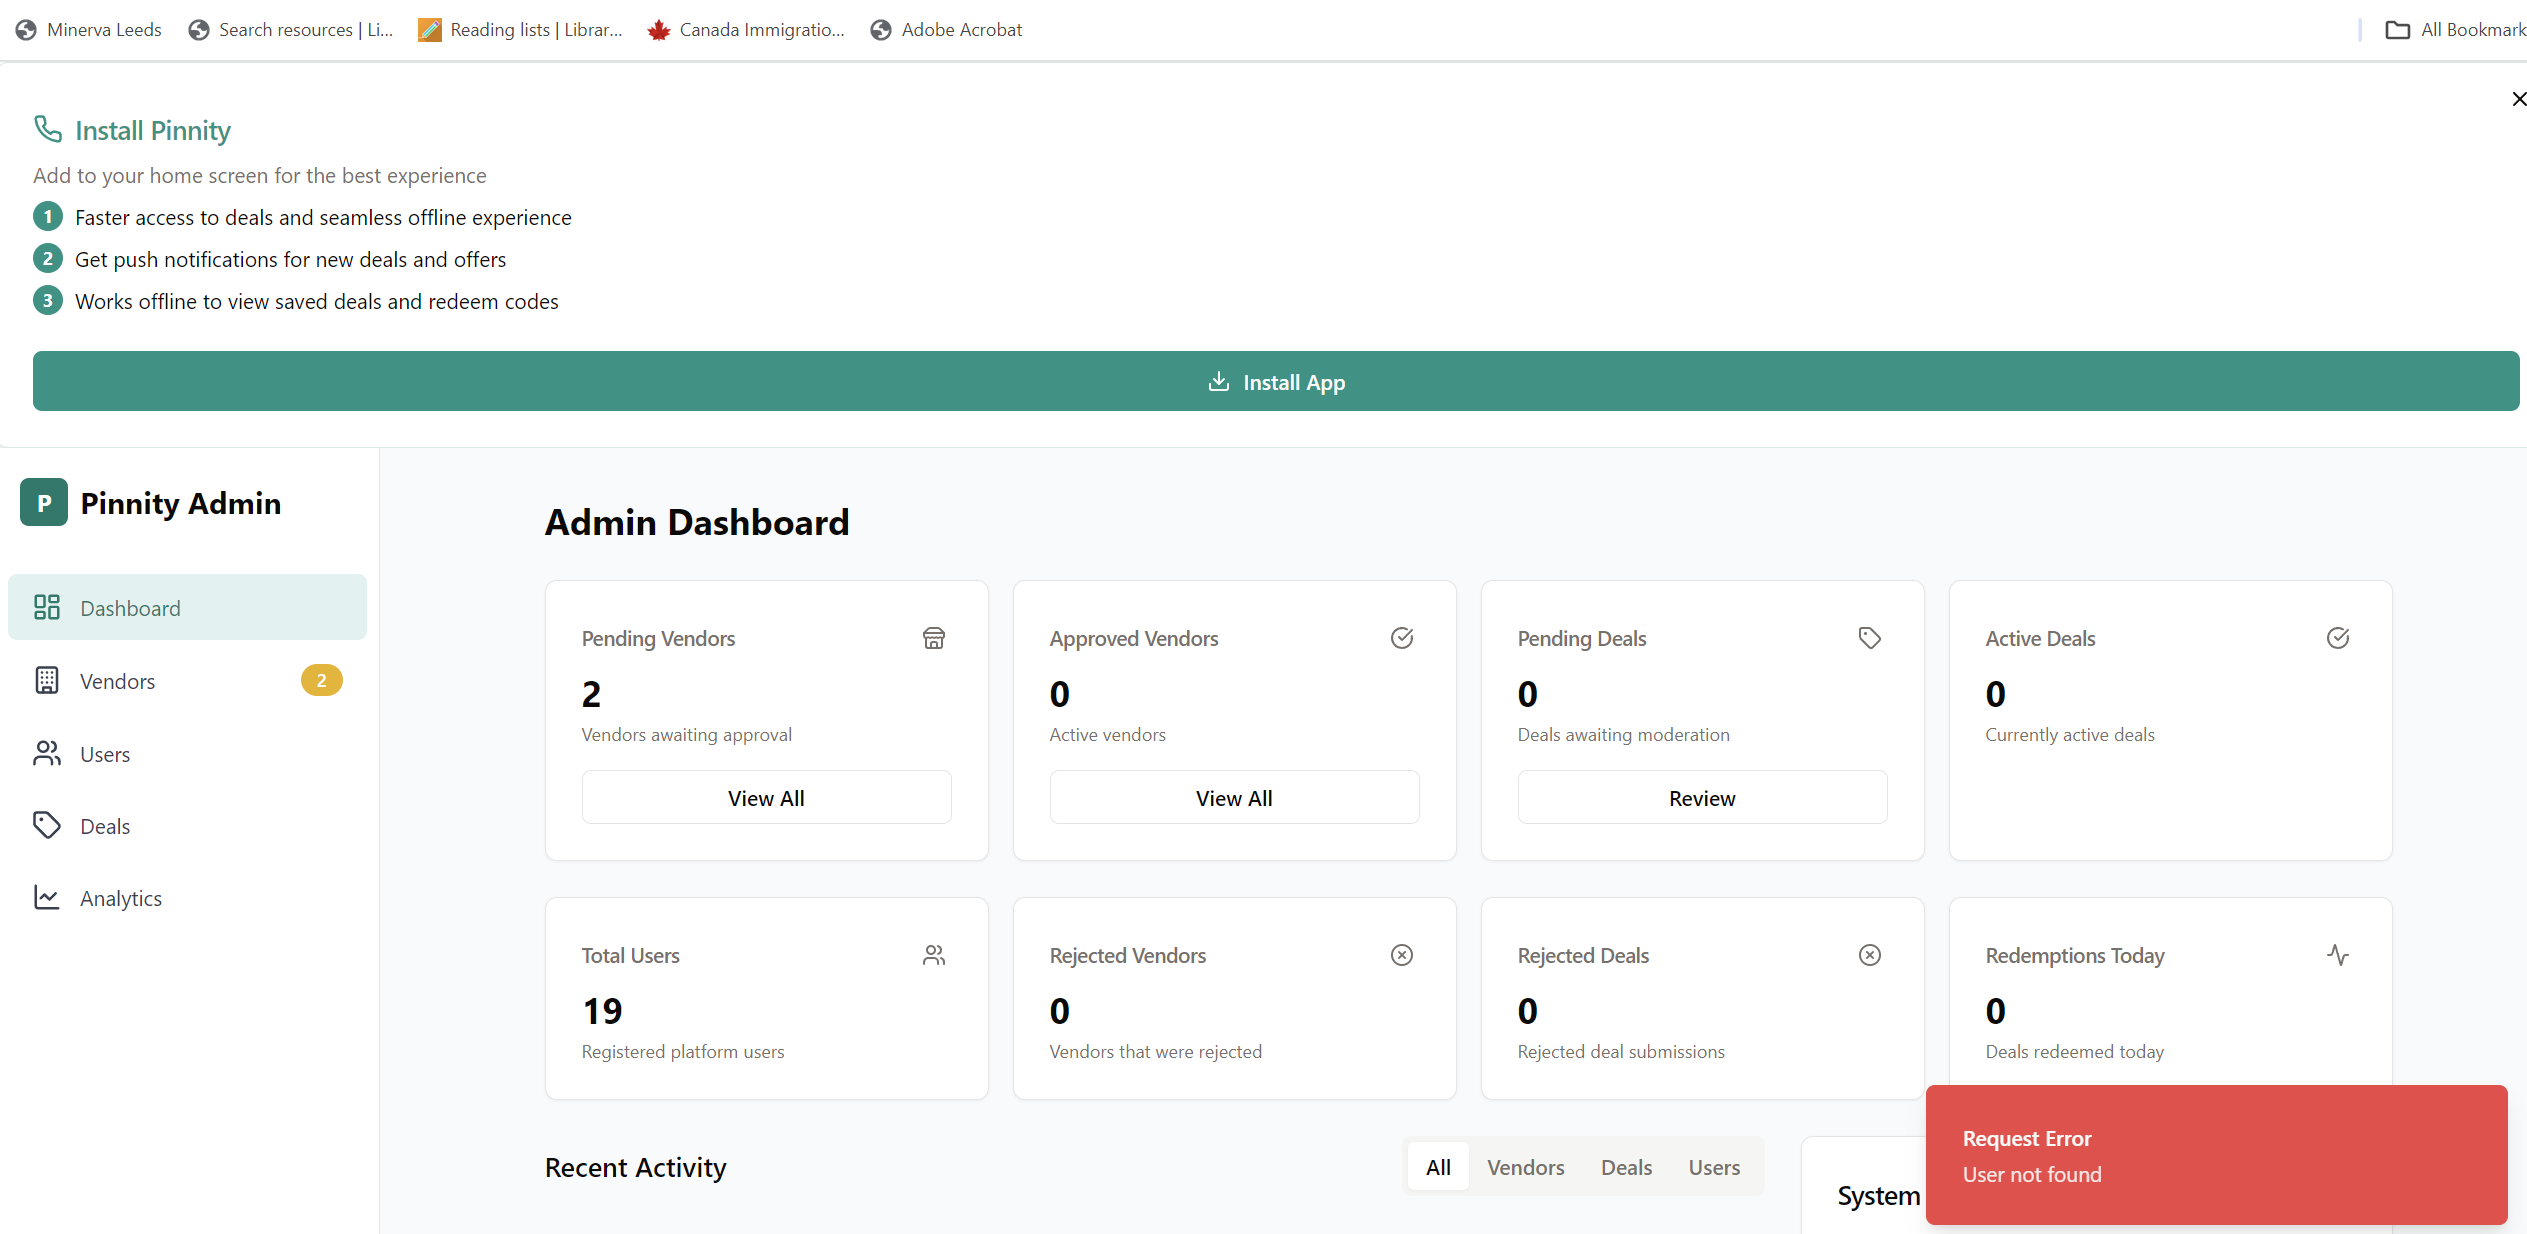 Minerva Leeds
Search resources | Li...
Reading lists | Librar...
Canada Immigratio...
Adobe Acrobat
All Bookmark
Install Pinnity
Add to your home screen for the best experience
1 Faster access to deals and seamless offline experience
2 Get push notifications for new deals and offers
3 Works offline to view saved deals and redeem codes
Install App
P Pinnity Admin
Dashboard
Vendors 2
Users
Deals
Analytics
Admin Dashboard
Pending Vendors
2
Vendors awaiting approval
View All
Approved Vendors
0
Active vendors
View All
Pending Deals
0
Deals awaiting moderation
Review
Active Deals
0
Currently active deals
Total Users
19
Registered platform users
Rejected Vendors
0
Vendors that were rejected
Rejected Deals
0
Rejected deal submissions
Redemptions Today
0
Deals redeemed today
Recent Activity
All Vendors Deals Users
System
Request Error
User not found